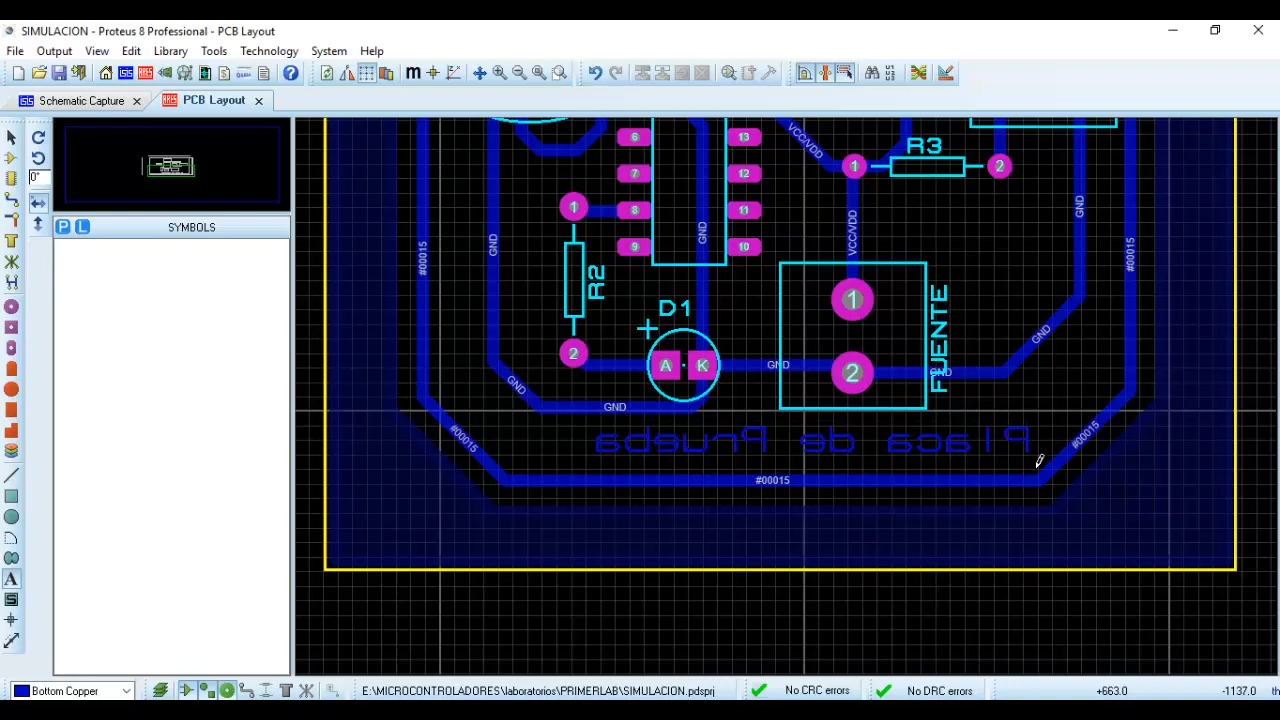 SIMULACION - Proteus 8 Professional - PCB Layout
File Output View Edit Library Tools Technology System Help
Schematic Capture
PCB Layout
0°
P L SYMBOLS
6 13
7 12
8 11
9 10
VCC/VDD
R3
1 2
1
R2
2
GND
GND
GND
VCC/VDD
GND
#00015
#00015
D1
+
A K
GND
1
2
FUENTE
GND
GND
GND
Placa de Prueba
#00015
#00015
#00015
A
Bottom Copper
E:\MICROCONTROLADORES\laboratorios\PRIMERLAB\SIMULACION.pdsprj
No CRC errors
No DRC errors
+663.0
-1137.0
th